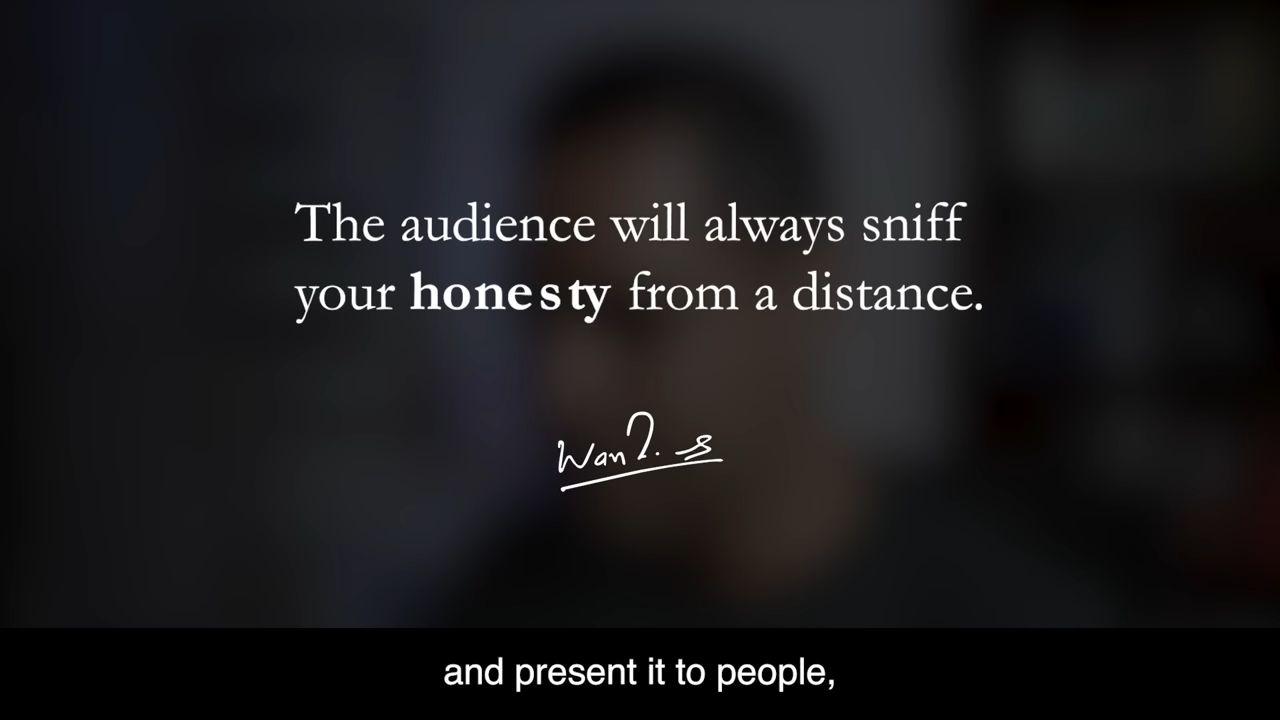 The audience will always sniff
your honesty from a distance.
and present it to people,